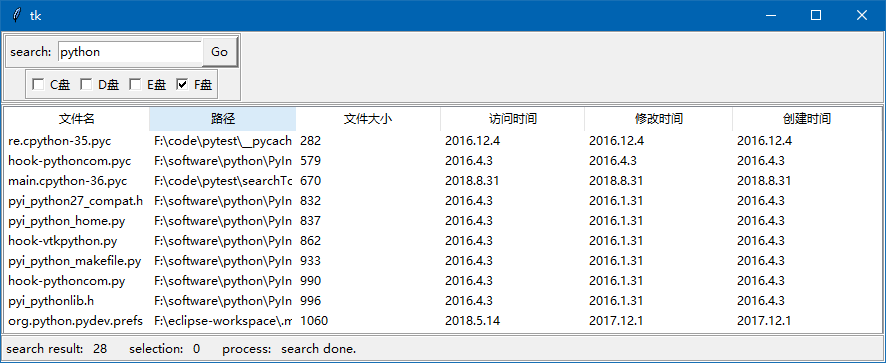 tk
search: python Go
C盘 D盘 E盘 F盘
文件名 路径 文件大小 访问时间 修改时间 创建时间
re.cpython-35.pyc F:\code\pytest\__pycach 282 2016.12.4 2016.12.4 2016.12.4
hook-pythoncom.pyc F:\software\python\PyIn 579 2016.4.3 2016.4.3 2016.4.3
main.cpython-36.pyc F:\code\pytest\searchTc 670 2018.8.31 2018.8.31 2018.8.31
pyi_python27_compat.h F:\software\python\PyIn 832 2016.4.3 2016.1.31 2016.4.3
pyi_python_home.py F:\software\python\PyIn 837 2016.4.3 2016.1.31 2016.4.3
hook-vtkpython.py F:\software\python\PyIn 862 2016.4.3 2016.1.31 2016.4.3
pyi_python_makefile.py F:\software\python\PyIn 933 2016.4.3 2016.1.31 2016.4.3
hook-pythoncom.py F:\software\python\PyIn 990 2016.4.3 2016.1.31 2016.4.3
pyi_pythonlib.h F:\software\python\PyIn 996 2016.4.3 2016.1.31 2016.4.3
org.python.pydev.prefs F:\eclipse-workspace\.m 1060 2018.5.14 2017.12.1 2017.12.1
search result: 28 selection: 0 process: search done.